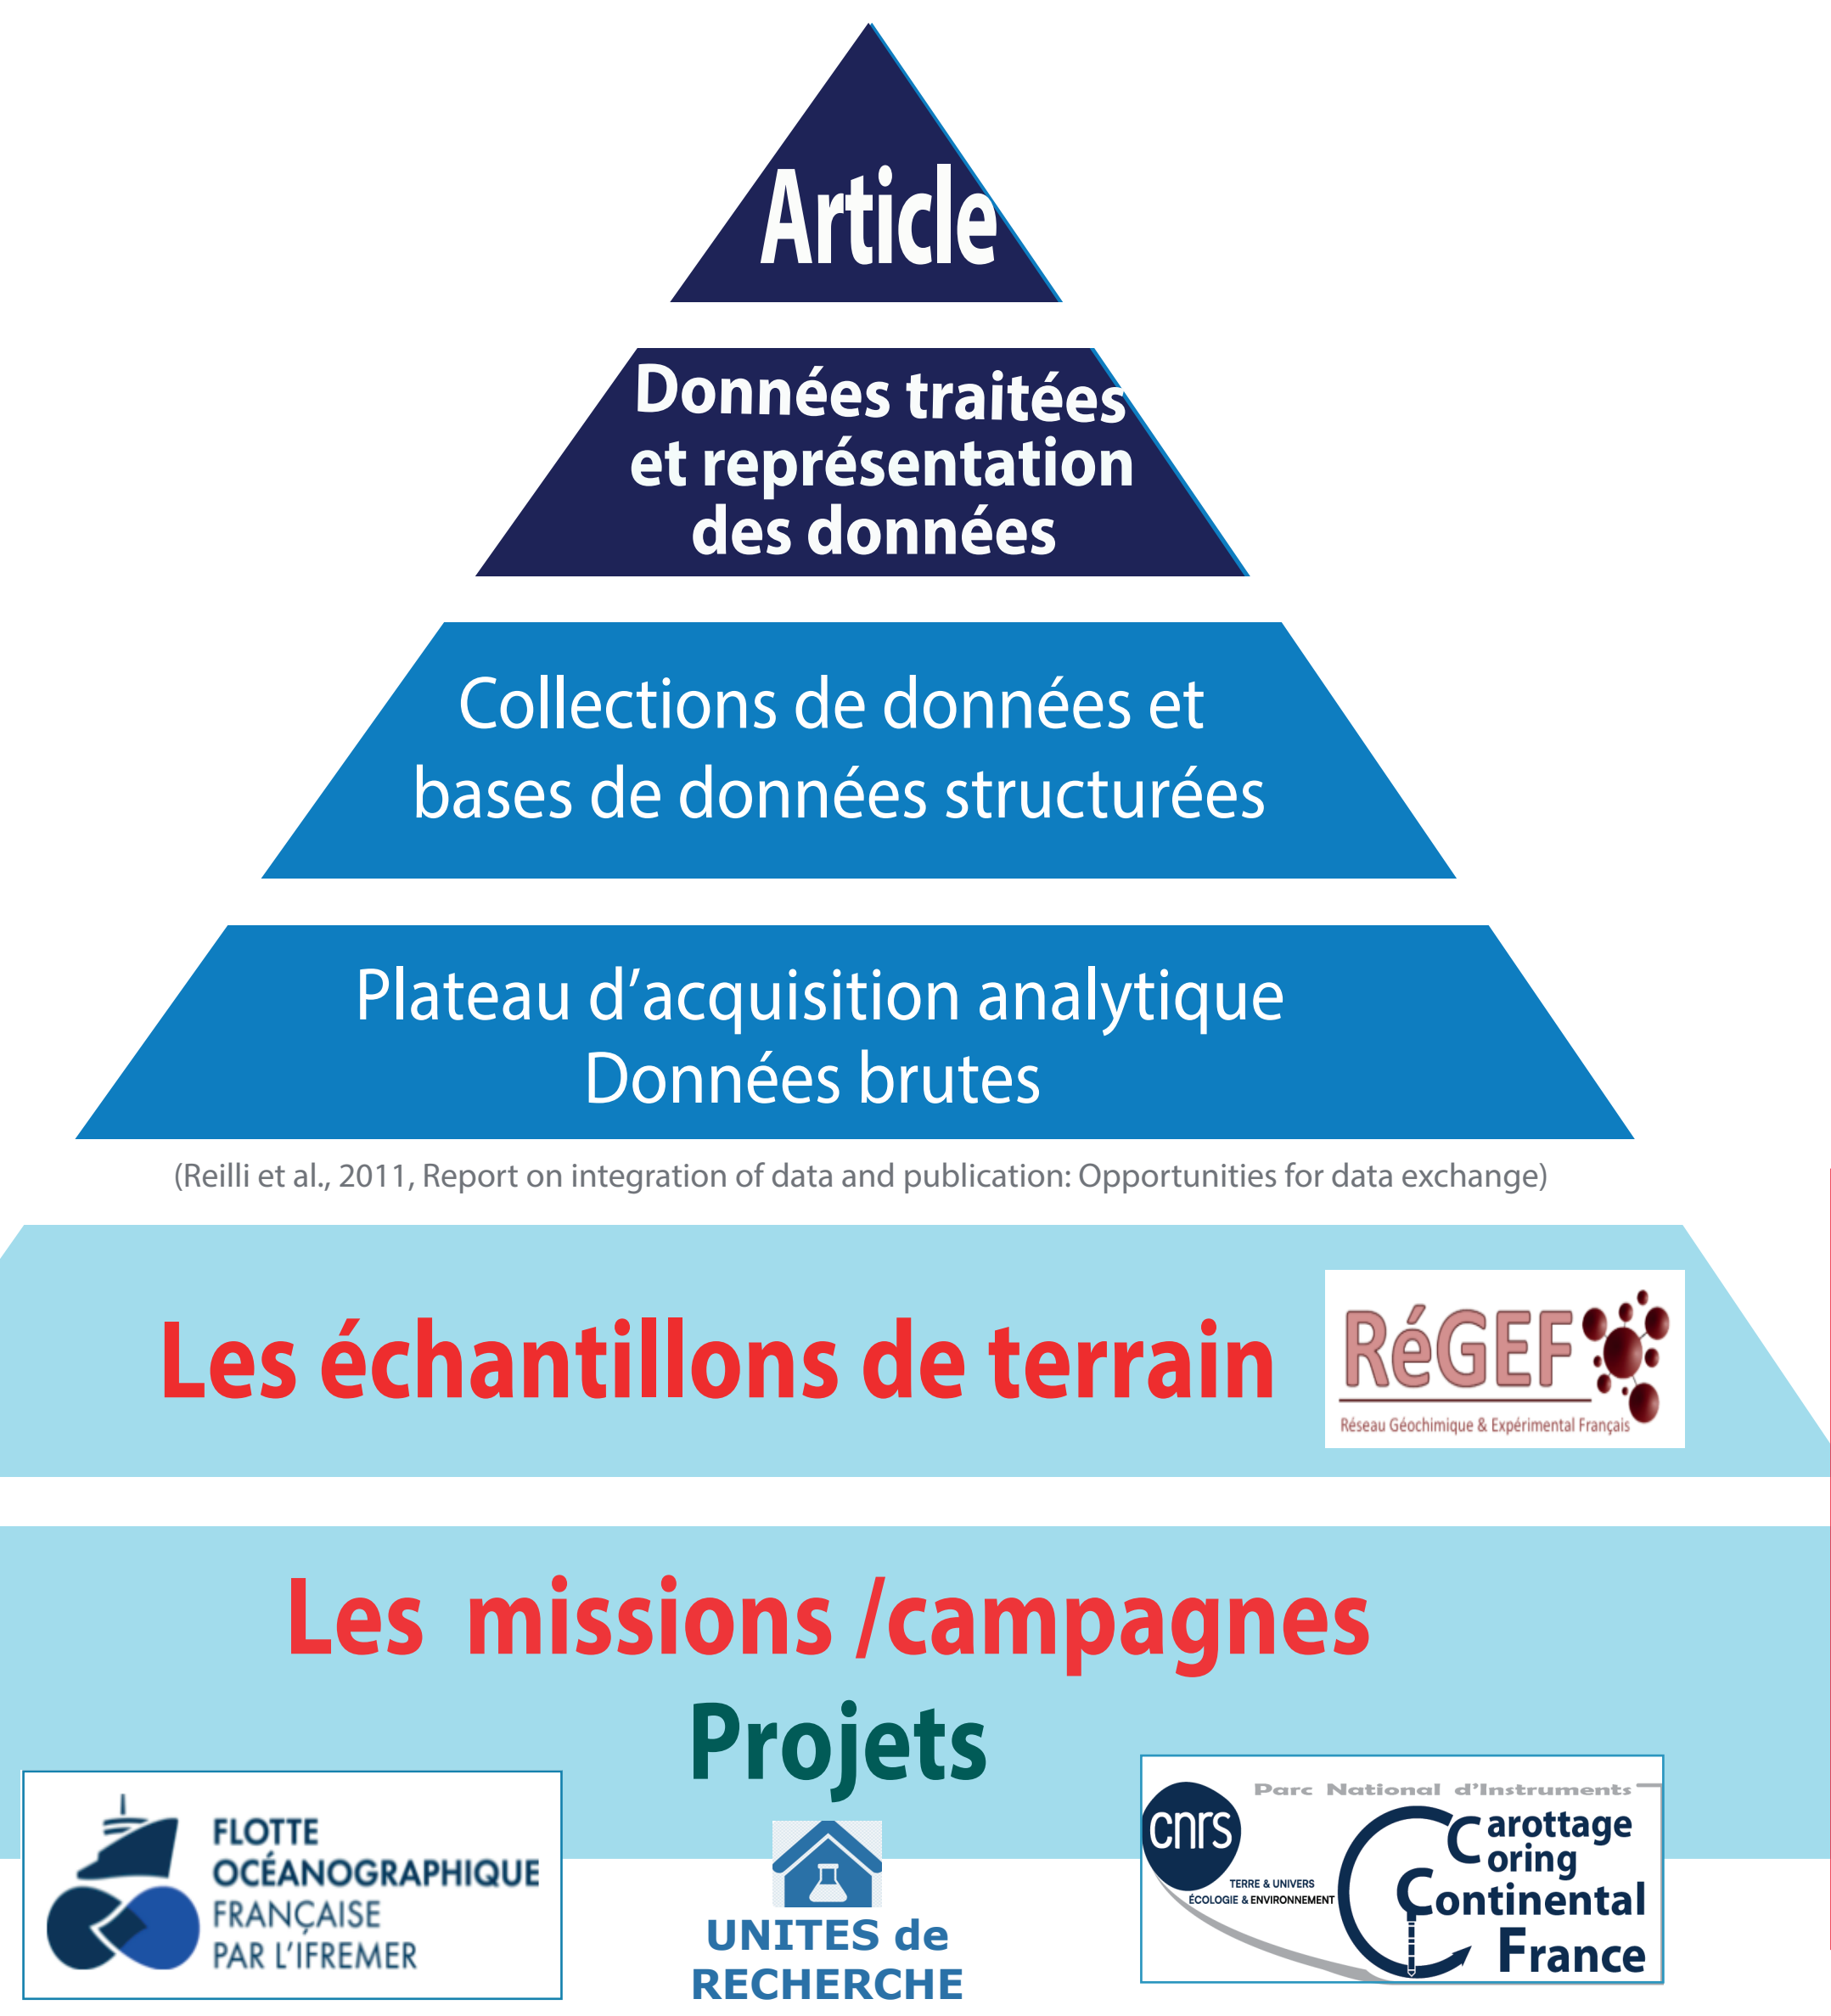 Article
Données traitées
et représentation
des données
Collections de données et
bases de données structurées
Plateau d’acquisition analytique
Données brutes
(Reilli et al., 2011, Report on integration of data and publication: Opportunities for data exchange)
Les échantillons de terrain
RéGEF
Réseau Géochimique & Expérimental Français
Les missions /campagnes
Projets
FLOTTE
OCÉANOGRAPHIQUE
FRANÇAISE
PAR L’IFREMER
UNITES de
RECHERCHE
Parc National d’Instruments
cnrs
TERRE & UNIVERS
ÉCOLOGIE & ENVIRONNEMENT
Carottage
Coring
Continental
France